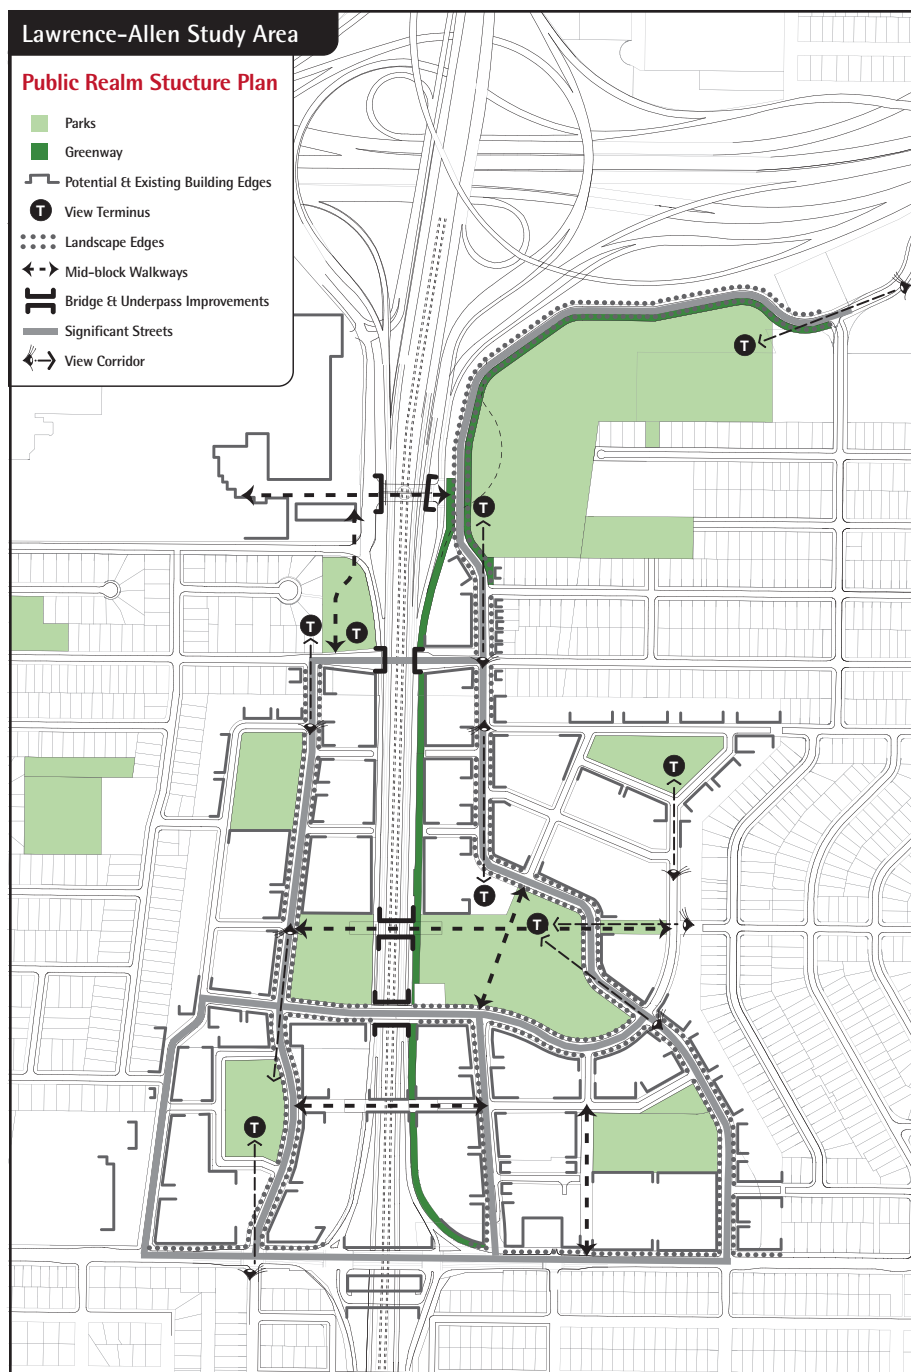 Lawrence-Allen Study Area
Public Realm Stucture Plan
Parks
Greenway
Potential & Existing Building Edges
T View Terminus
Landscape Edges
Mid-block Walkways
Bridge & Underpass Improvements
Significant Streets
View Corridor
T
T
T
T
T
T
T
T